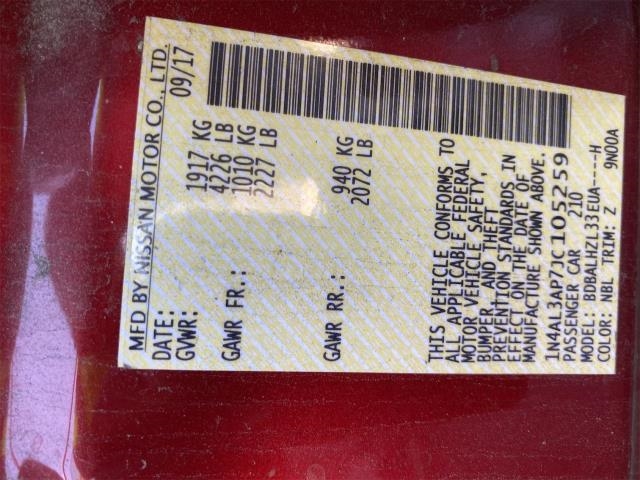 MFD BY NISSAN MOTOR CO., LTD.
DATE: 09/17
GVWR: 1917 KG
4226 LB
GAWR FR.: 1010 KG
2227 LB
GAWR RR.: 940 KG
2072 LB
THIS VEHICLE CONFORMS TO
ALL APPLICABLE FEDERAL
MOTOR VEHICLE SAFETY,
BUMPER, AND THEFT
PREVENTION STANDARDS IN
EFFECT ON THE DATE OF
MANUFACTURE SHOWN ABOVE.
1N4AL3AP7JC105259
PASSENGER CAR 210
MODEL: BDBALHZL33EUA----H
COLOR: NBL TRIM: Z 9N00A